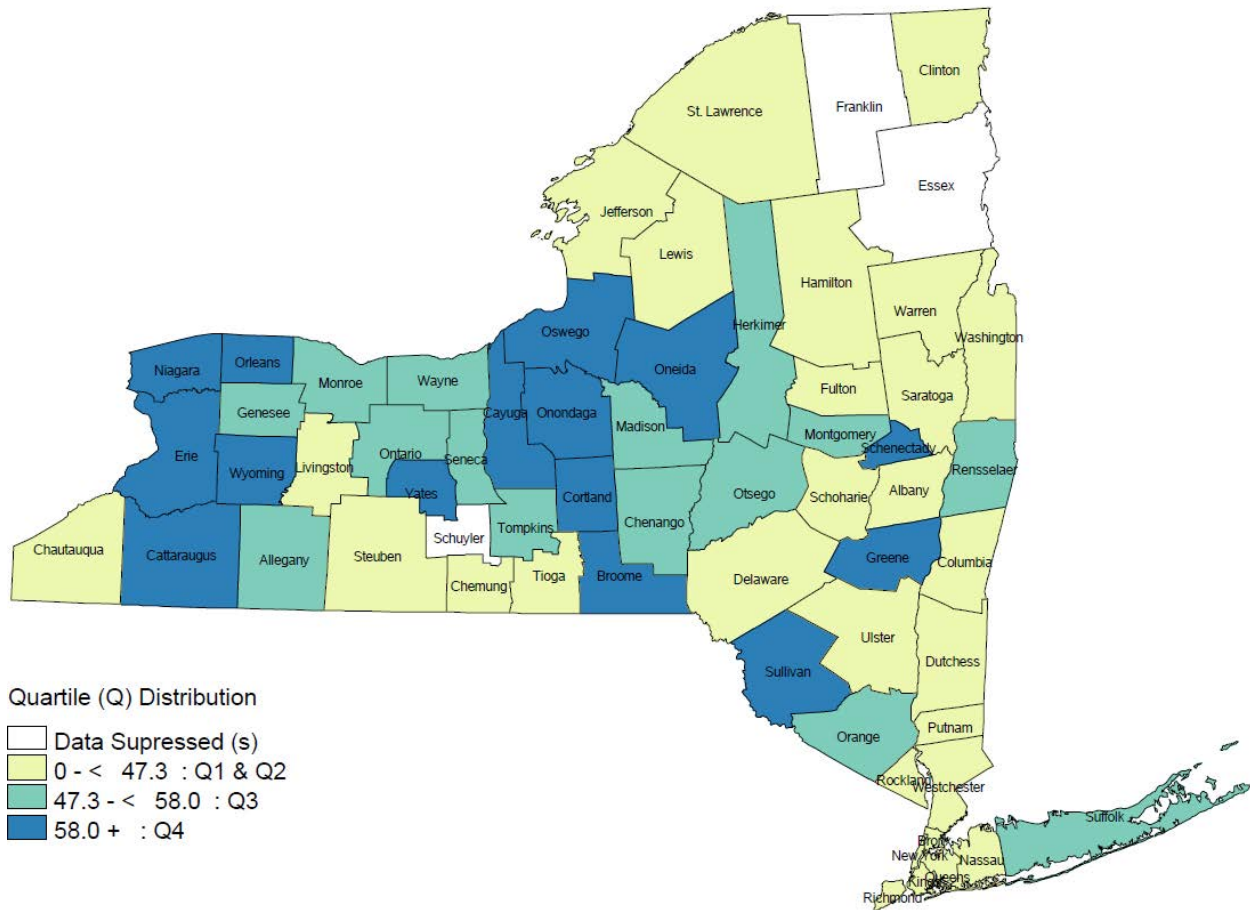 Clinton
Franklin
St. Lawrence
Essex
Jefferson
Lewis
Hamilton
Warren
Washington
Herkimer
Oswego
Oneida
Orleans
Niagara
Monroe
Wayne
Fulton
Saratoga
Genesee
Cayuga
Onondaga
Madison
Montgomery
Schenectady
Erie
Wyoming
Livingston
Ontario
Seneca
Rensselaer
Yates
Cortland
Otsego
Schoharie
Albany
Chenango
Tompkins
Schuyler
Chautauqua
Cattaraugus
Allegany
Steuben
Chemung
Tioga
Broome
Delaware
Greene
Columbia
Ulster
Sullivan
Dutchess
Orange
Putnam
Rockland
Westchester
Suffolk
Nassau
New York
Queens
Richmond
Quartile (Q) Distribution
Data Supressed (s)
0 - < 47.3 : Q1 & Q2
47.3 - < 58.0 : Q3
58.0 + : Q4